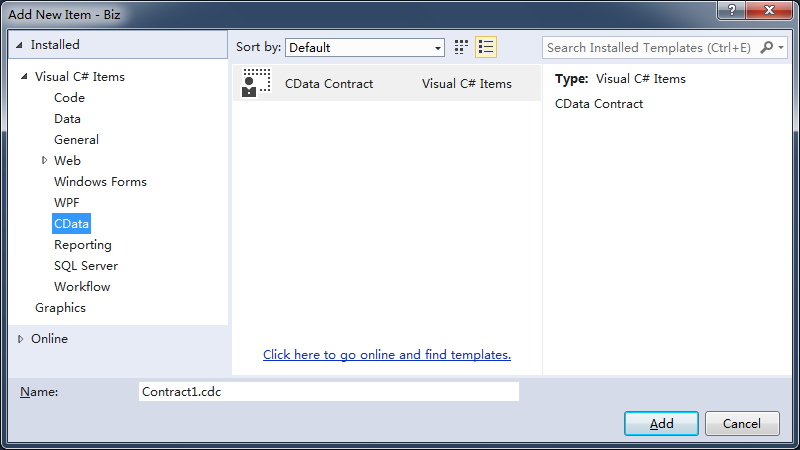 Add New Item - Biz
?
Installed
Sort by: Default
Search Installed Templates (Ctrl+E)
Visual C# Items
Code
Data
General
Web
Windows Forms
WPF
CData
Reporting
SQL Server
Workflow
Graphics
Online
CData Contract Visual C# Items
Click here to go online and find templates.
Type: Visual C# Items
CData Contract
Name: Contract1.cdc
Add Cancel